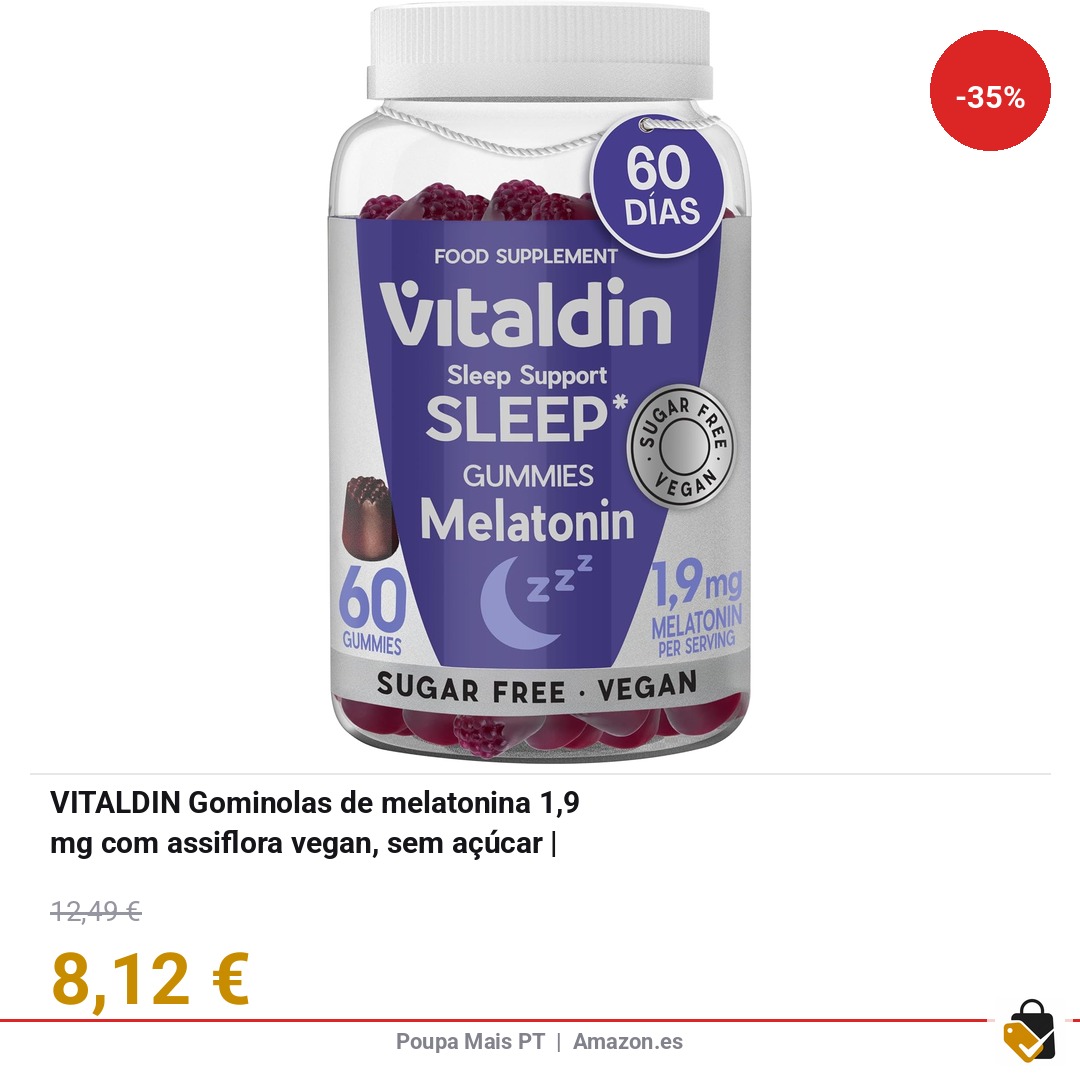 -35%
60
DÍAS
FOOD SUPPLEMENT
Vitaldin
Sleep Support
SLEEP*
SUGAR FREE · VEGAN ·
GUMMIES
Melatonin
z z z
60
GUMMIES
1,9 mg
MELATONIN
PER SERVING
SUGAR FREE · VEGAN
VITALDIN Gominolas de melatonina 1,9
mg com assiflora vegan, sem açúcar |
12,49 €
8,12 €
Poupa Mais PT | Amazon.es